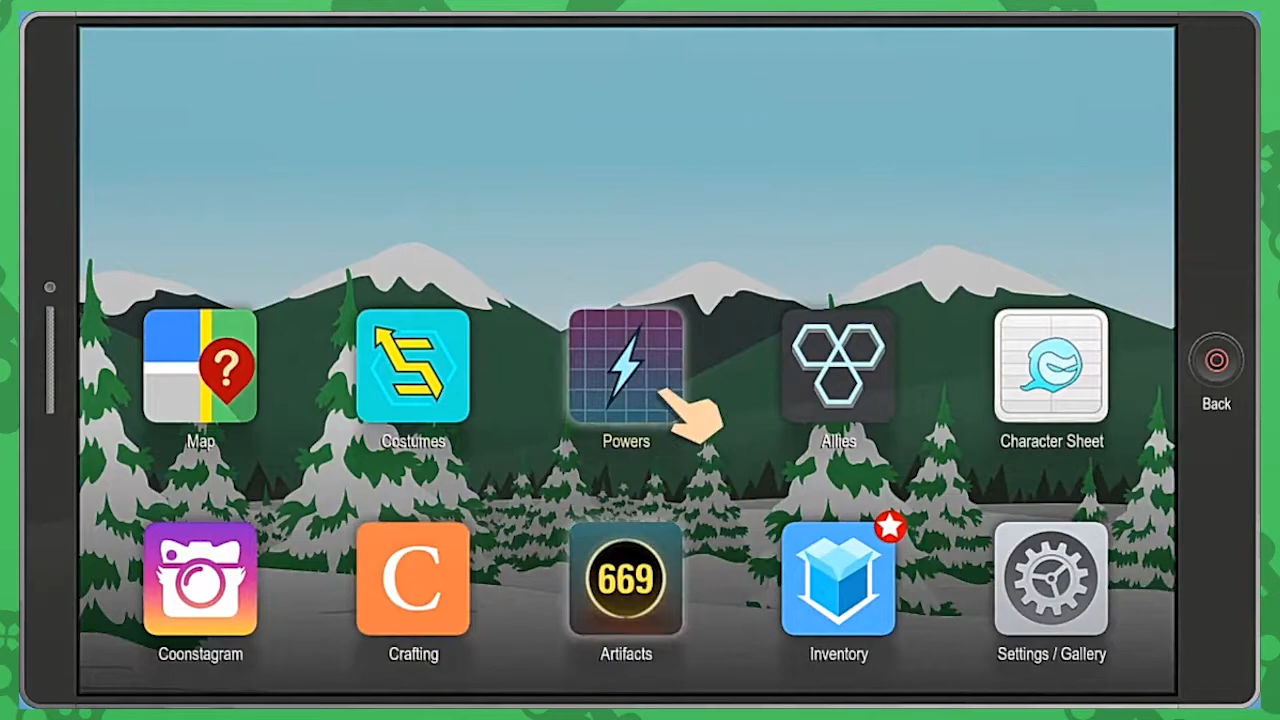 ?
Map
Costumes
Powers
Allies
Character Sheet
Back
C
669
Coonstagram
Crafting
Artifacts
Inventory
Settings / Gallery